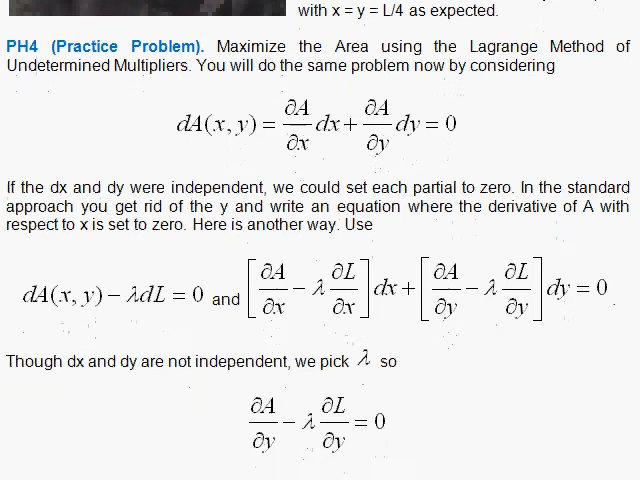 with x = y = L/4 as expected.
PH4 (Practice Problem). Maximize the Area using the Lagrange Method of
Undetermined Multipliers. You will do the same problem now by considering
dA(x, y) = ∂A/∂x dx + ∂A/∂y dy = 0
If the dx and dy were independent, we could set each partial to zero. In the standard
approach you get rid of the y and write an equation where the derivative of A with
respect to x is set to zero. Here is another way. Use
dA(x, y) − λdL = 0 and [∂A/∂x − λ ∂L/∂x] dx + [∂A/∂y − λ ∂L/∂y] dy = 0
Though dx and dy are not independent, we pick λ so
∂A/∂y − λ ∂L/∂y = 0